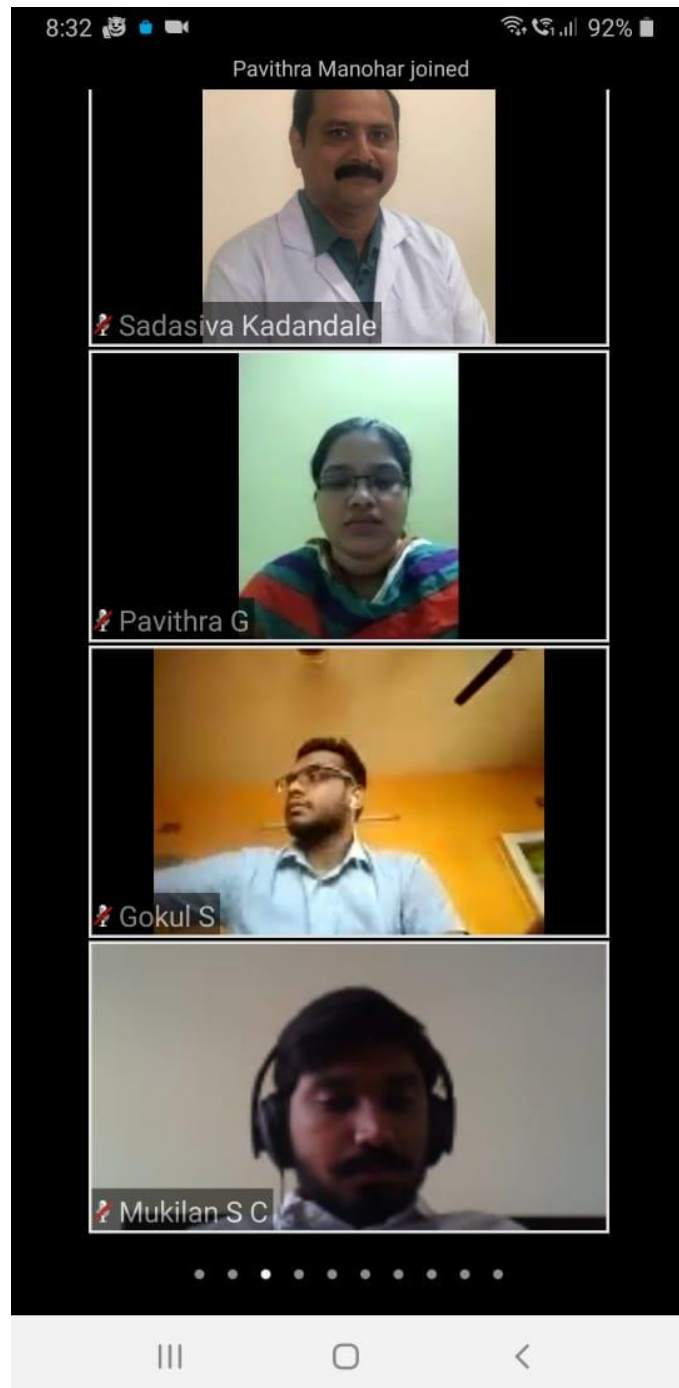 8:32 92%
Pavithra Manohar joined
Sadasiva Kadandale
Pavithra G
Gokul S
Mukilan S C